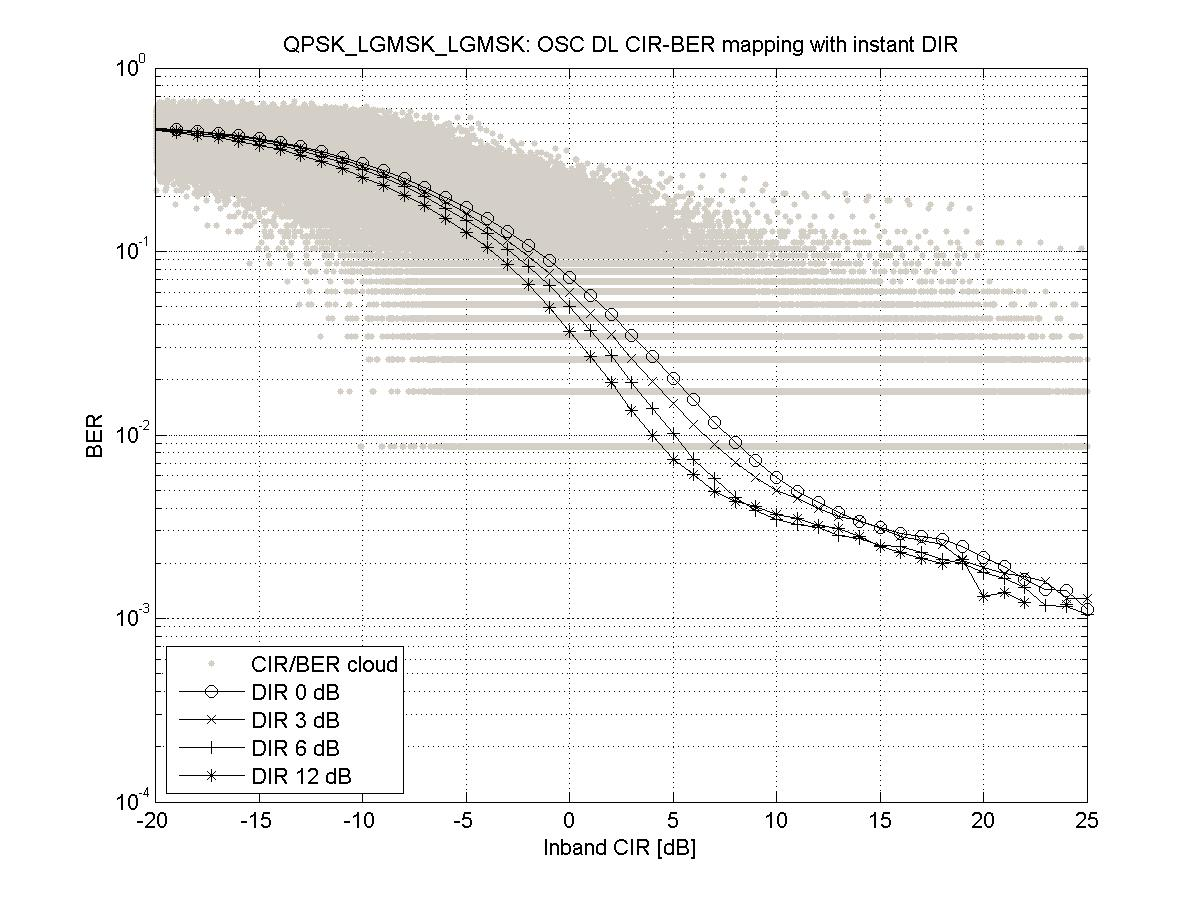 QPSK_LGMSK_LGMSK: OSC DL CIR-BER mapping with instant DIR
10^0
10^-1
10^-2
10^-3
10^-4
BER
CIR/BER cloud
DIR 0 dB
DIR 3 dB
DIR 6 dB
DIR 12 dB
-20 -15 -10 -5 0 5 10 15 20 25
Inband CIR [dB]